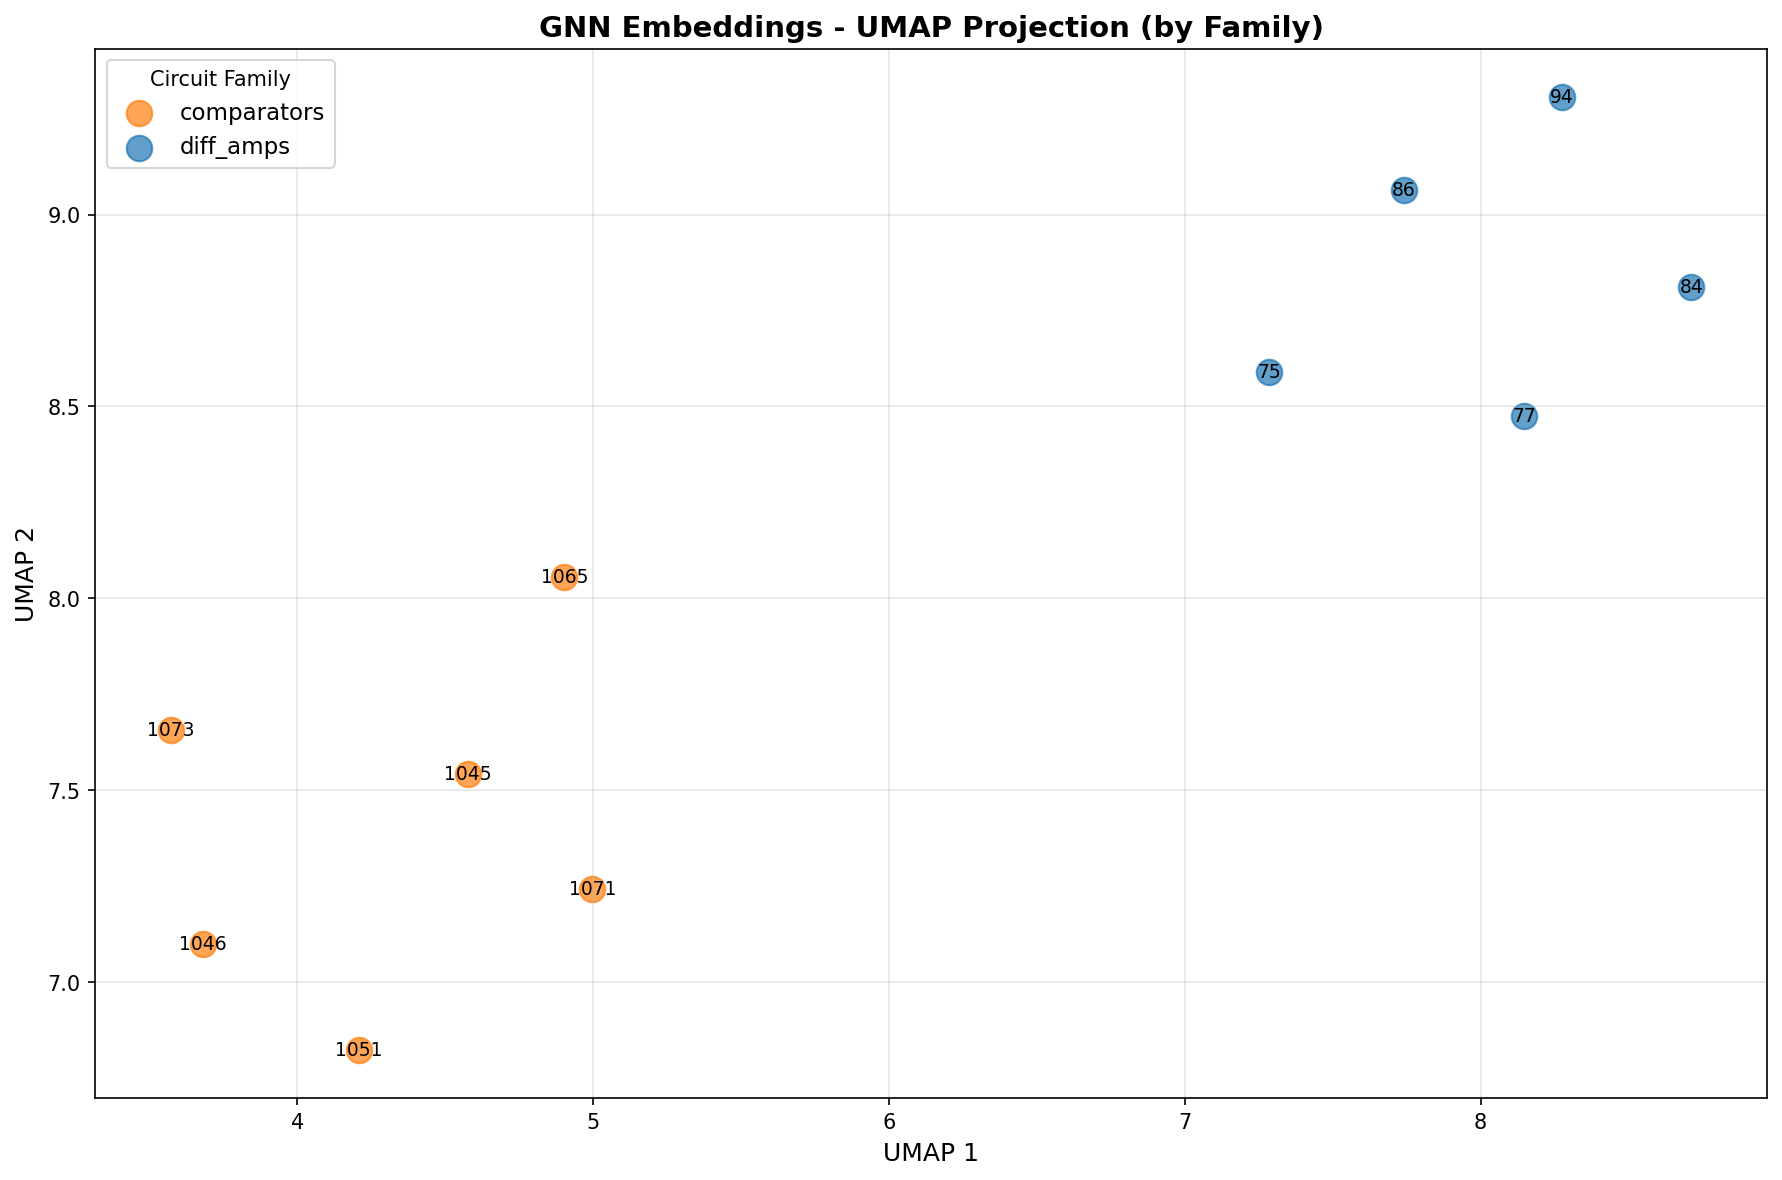 GNN Embeddings - UMAP Projection (by Family)
Circuit Family
comparators
diff_amps
94
86
84
75
77
1065
1073
1045
1071
1046
1051
9.0
8.5
8.0
7.5
7.0
UMAP 2
4 5 6 7 8
UMAP 1